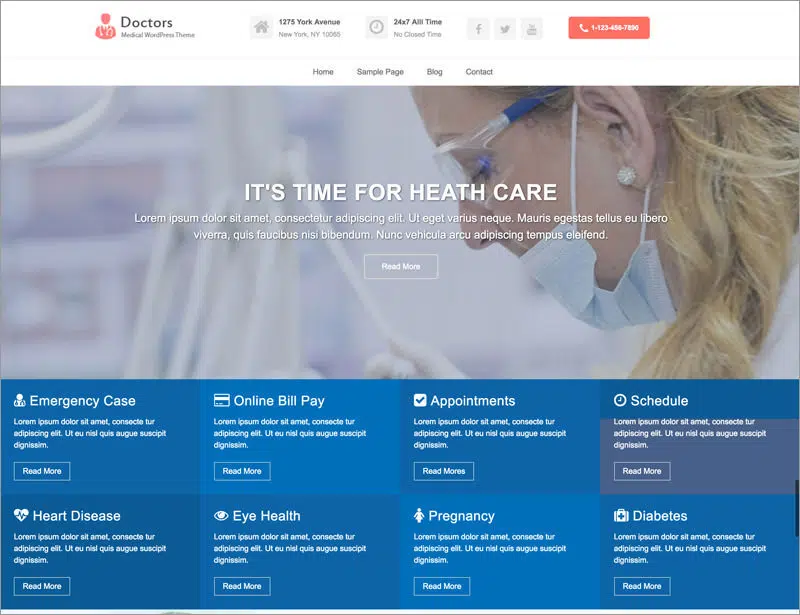 Doctors
Medical WordPress Theme
1275 York Avenue
New York, NY 10065
24x7 Alll Time
No Closed Time
1-123-456-7890
Home Sample Page Blog Contact
IT'S TIME FOR HEATH CARE
Lorem ipsum dolor sit amet, consectetur adipiscing elit. Ut eget varius neque. Mauris egestas tellus eu libero
viverra, quis faucibus nisi bibendum. Nunc vehicula arcu adipiscing tempus eleifend.
Read More
Emergency Case
Lorem ipsum dolor sit amet, consecte tur
adipiscing elit. Ut eu nisl quis augue suscipit
dignissim.
Read More
Online Bill Pay
Lorem ipsum dolor sit amet, consecte tur
adipiscing elit. Ut eu nisl quis augue suscipit
dignissim.
Read More
Appointments
Lorem ipsum dolor sit amet, consecte tur
adipiscing elit. Ut eu nisl quis augue suscipit
dignissim.
Read Mores
Schedule
Lorem ipsum dolor sit amet, consecte tur
adipiscing elit. Ut eu nisl quis augue suscipit
dignissim.
Read More
Heart Disease
Lorem ipsum dolor sit amet, consecte tur
adipiscing elit. Ut eu nisl quis augue suscipit
dignissim.
Read More
Eye Health
Lorem ipsum dolor sit amet, consecte tur
adipiscing elit. Ut eu nisl quis augue suscipit
dignissim.
Read More
Pregnancy
Lorem ipsum dolor sit amet, consecte tur
adipiscing elit. Ut eu nisl quis augue suscipit
dignissim.
Read More
Diabetes
Lorem ipsum dolor sit amet, consecte tur
adipiscing elit. Ut eu nisl quis augue suscipit
dignissim.
Read More